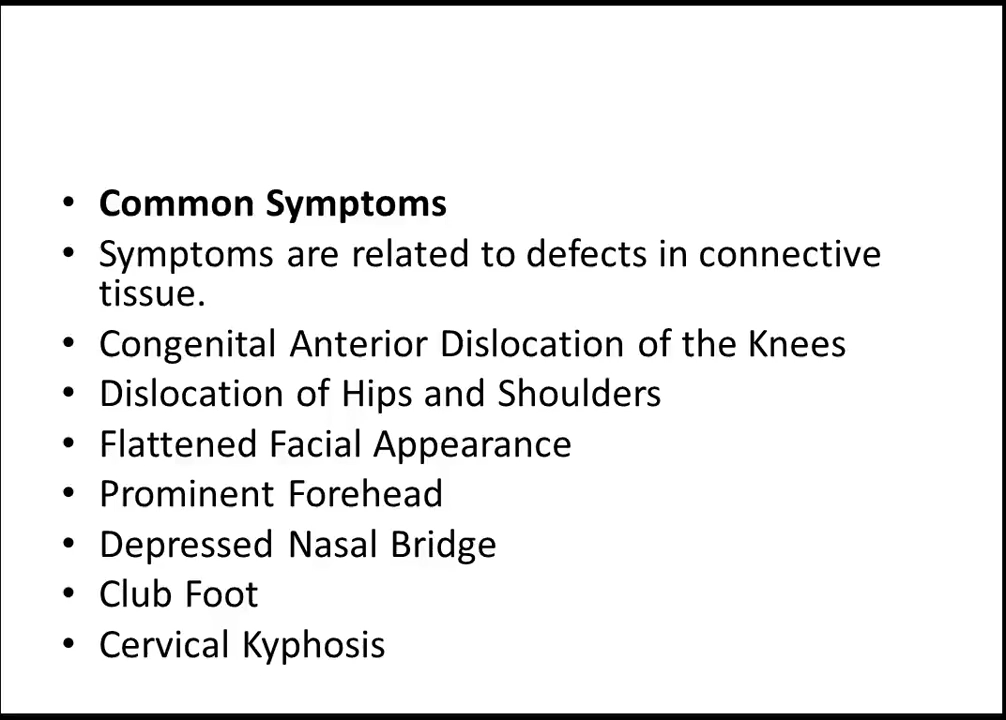 • Common Symptoms
• Symptoms are related to defects in connective
tissue.
• Congenital Anterior Dislocation of the Knees
• Dislocation of Hips and Shoulders
• Flattened Facial Appearance
• Prominent Forehead
• Depressed Nasal Bridge
• Club Foot
• Cervical Kyphosis